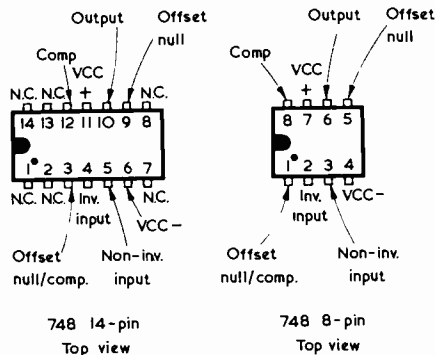 Output
Offset null
Comp
VCC +
N.C. N.C. N.C.
14 13 12 11 10 9 8
1 2 3 4 5 6 7
N.C. N.C. Inv. input N.C.
VCC-
Offset null/comp.
Non-inv. input
748 14-pin
Top view
Output
Offset null
Comp
VCC +
8 7 6 5
1 2 3 4
Inv. input
VCC-
Offset null/comp.
Non-inv. input
748 8-pin
Top view